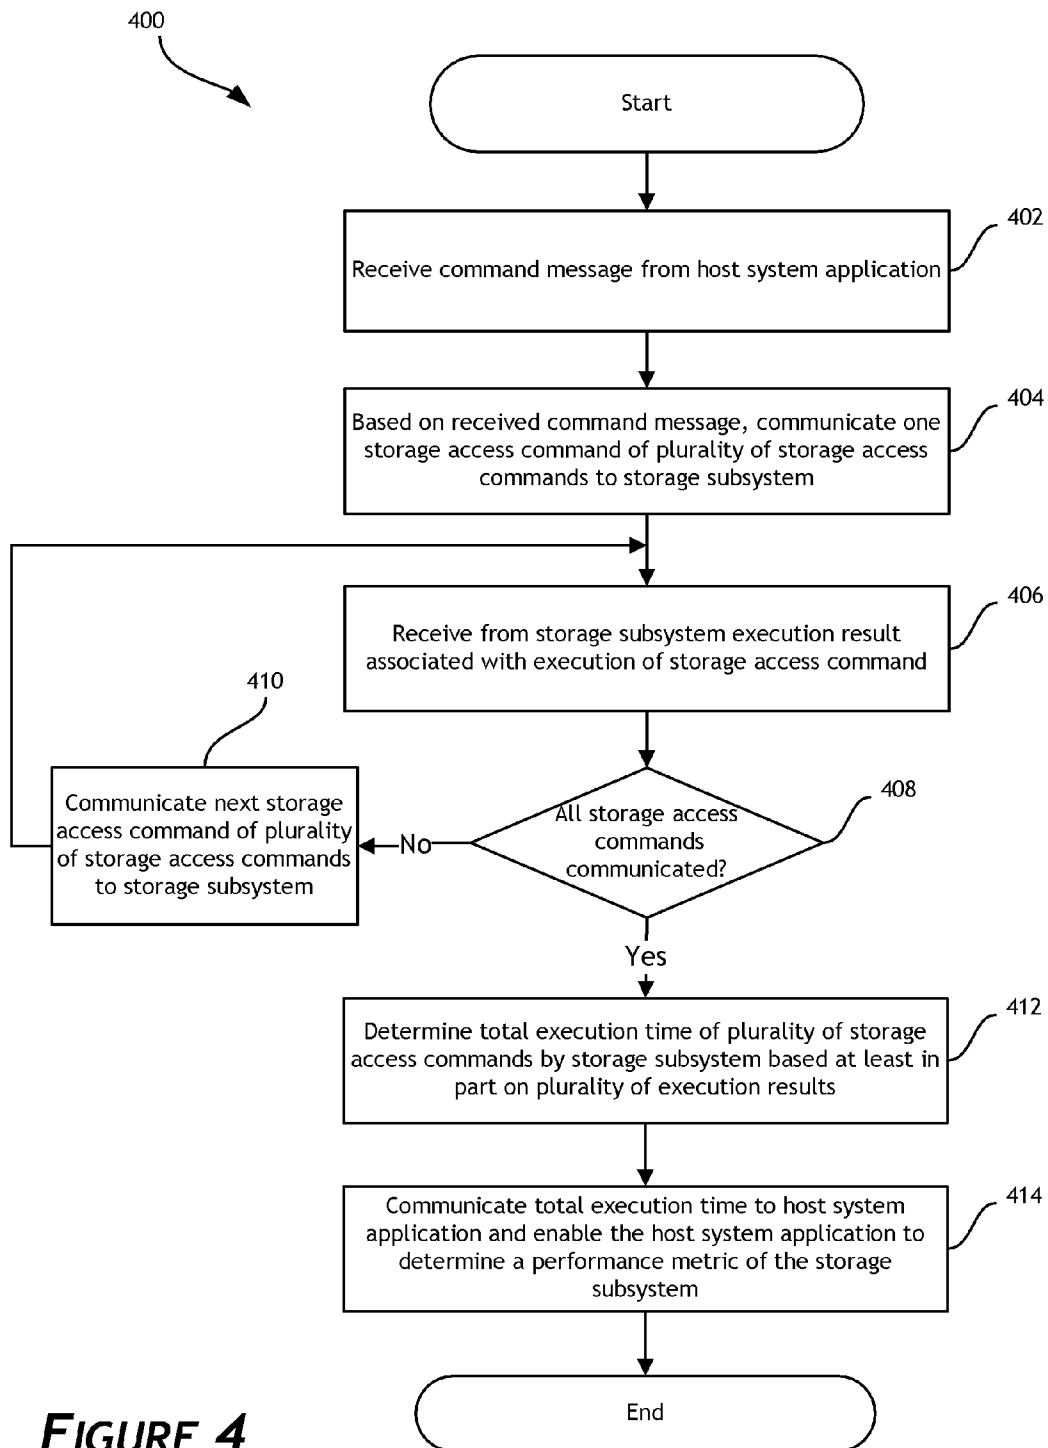 400
Start
402
Receive command message from host system application
404
Based on received command message, communicate one
storage access command of plurality of storage access
commands to storage subsystem
406
Receive from storage subsystem execution result
associated with execution of storage access command
410
Communicate next storage
access command of plurality
of storage access commands
to storage subsystem
408
All storage access
commands
communicated?
No
Yes
412
Determine total execution time of plurality of storage
access commands by storage subsystem based at least in
part on plurality of execution results
414
Communicate total execution time to host system
application and enable the host system application to
determine a performance metric of the storage
subsystem
End
FIGURE 4